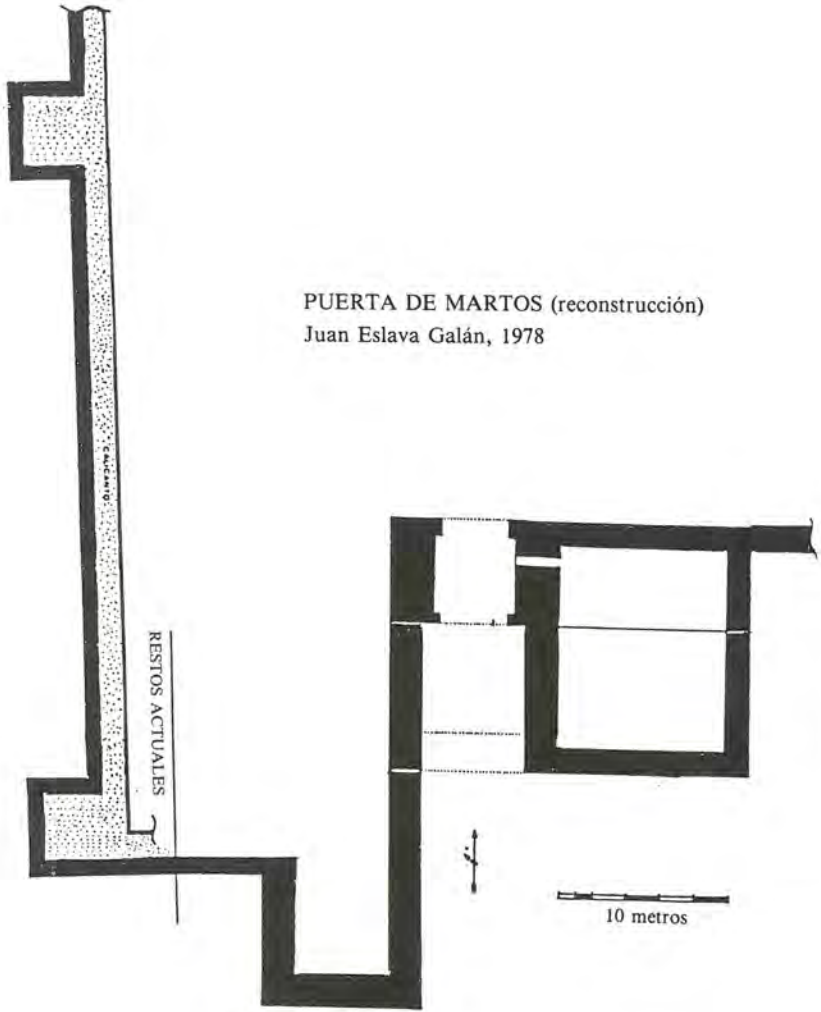 PUERTA DE MARTOS (reconstrucción)
Juan Eslava Galán, 1978
CALICANTO
RESTOS ACTUALES
10 metros